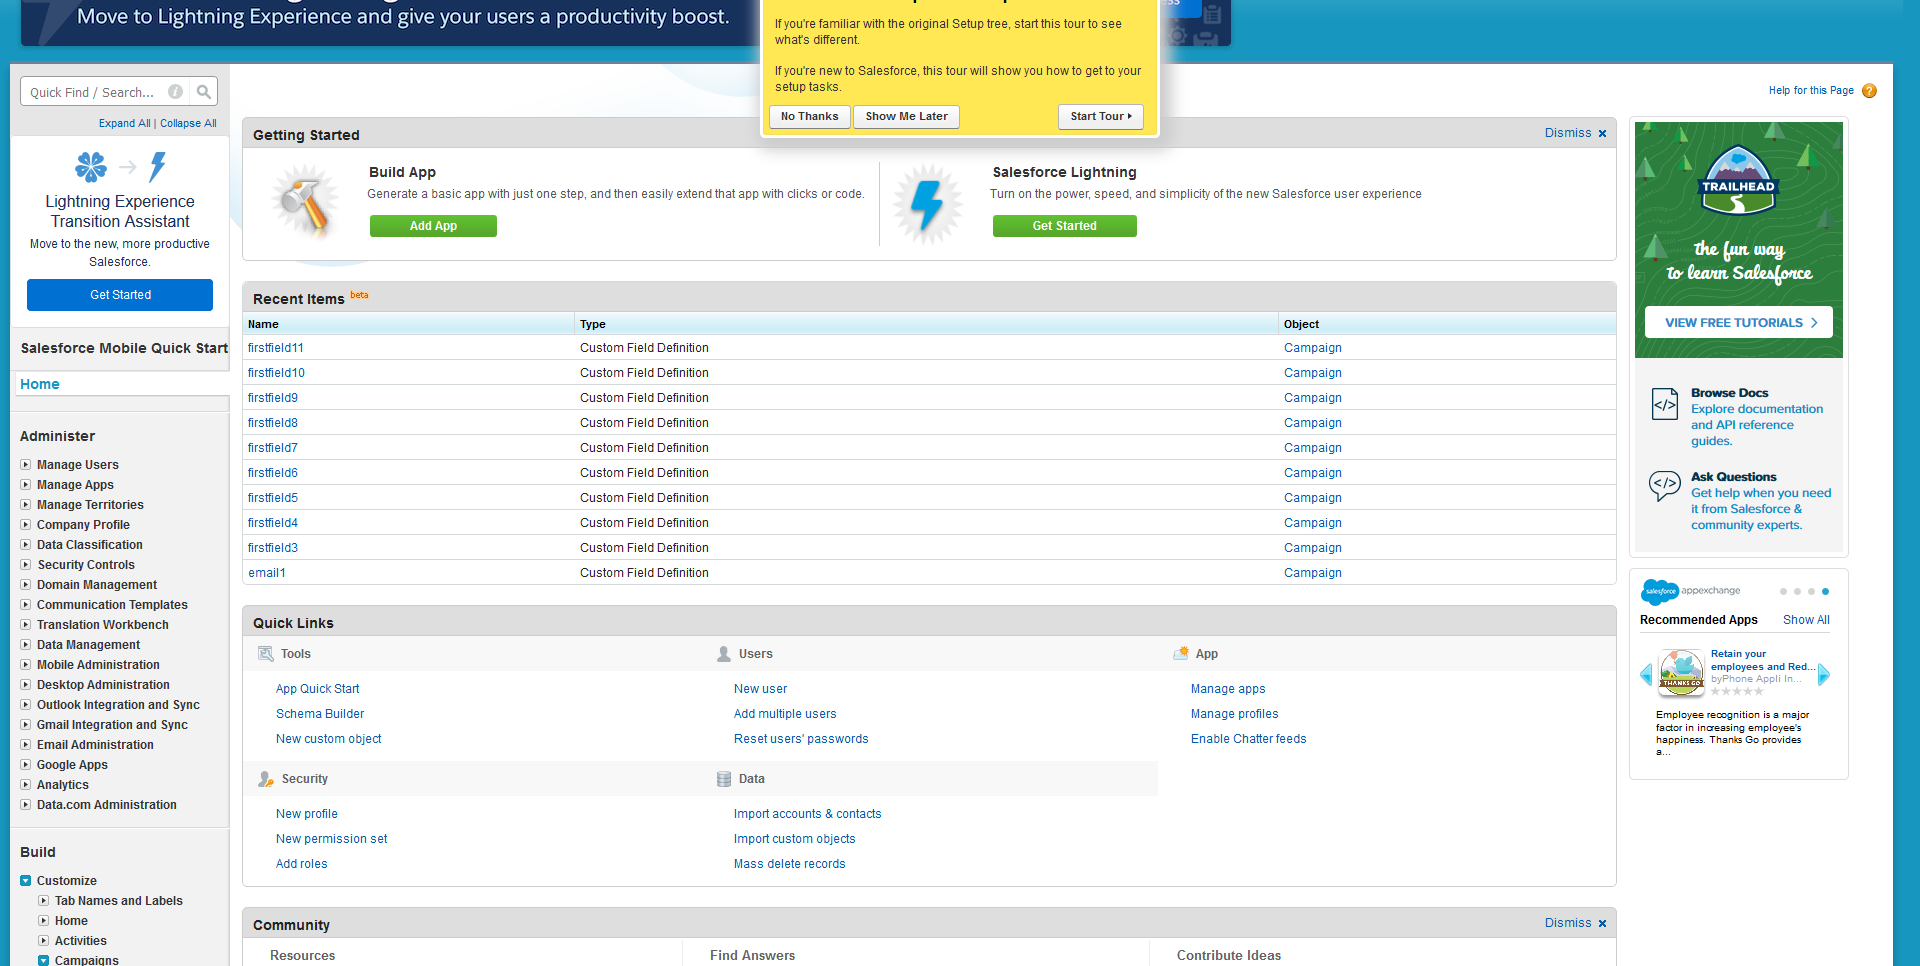 Move to Lightning Experience and give your users a productivity boost.
If you're familiar with the original Setup tree, start this tour to see
what's different.
If you're new to Salesforce, this tour will show you how to get to your
setup tasks.
No Thanks
Show Me Later
Start Tour
Quick Find / Search...
Expand All | Collapse All
Lightning Experience
Transition Assistant
Move to the new, more productive
Salesforce.
Get Started
Salesforce Mobile Quick Start
Home
Administer
Manage Users
Manage Apps
Manage Territories
Company Profile
Data Classification
Security Controls
Domain Management
Communication Templates
Translation Workbench
Data Management
Mobile Administration
Desktop Administration
Outlook Integration and Sync
Gmail Integration and Sync
Email Administration
Google Apps
Analytics
Data.com Administration
Build
Customize
Tab Names and Labels
Home
Activities
Campaigns
Help for this Page ?
Getting Started
Dismiss x
Build App
Generate a basic app with just one step, and then easily extend that app with clicks or code.
Add App
Salesforce Lightning
Turn on the power, speed, and simplicity of the new Salesforce user experience
Get Started
Recent Items beta
Name Type Object
firstfield11 Custom Field Definition Campaign
firstfield10 Custom Field Definition Campaign
firstfield9 Custom Field Definition Campaign
firstfield8 Custom Field Definition Campaign
firstfield7 Custom Field Definition Campaign
firstfield6 Custom Field Definition Campaign
firstfield5 Custom Field Definition Campaign
firstfield4 Custom Field Definition Campaign
firstfield3 Custom Field Definition Campaign
email1 Custom Field Definition Campaign
Quick Links
Tools
App Quick Start
Schema Builder
New custom object
Users
New user
Add multiple users
Reset users' passwords
App
Manage apps
Manage profiles
Enable Chatter feeds
Security
New profile
New permission set
Add roles
Data
Import accounts & contacts
Import custom objects
Mass delete records
Community
Dismiss x
Resources
Find Answers
Contribute Ideas
TRAILHEAD
the fun way
to learn Salesforce
VIEW FREE TUTORIALS
Browse Docs
Explore documentation
and API reference
guides.
Ask Questions
Get help when you need
it from Salesforce &
community experts.
salesforce appexchange
Recommended Apps
Show All
THANKS GO
Retain your
employees and Red...
byPhone Appli In...
Employee recognition is a major
factor in increasing employee's
happiness. Thanks Go provides
a...